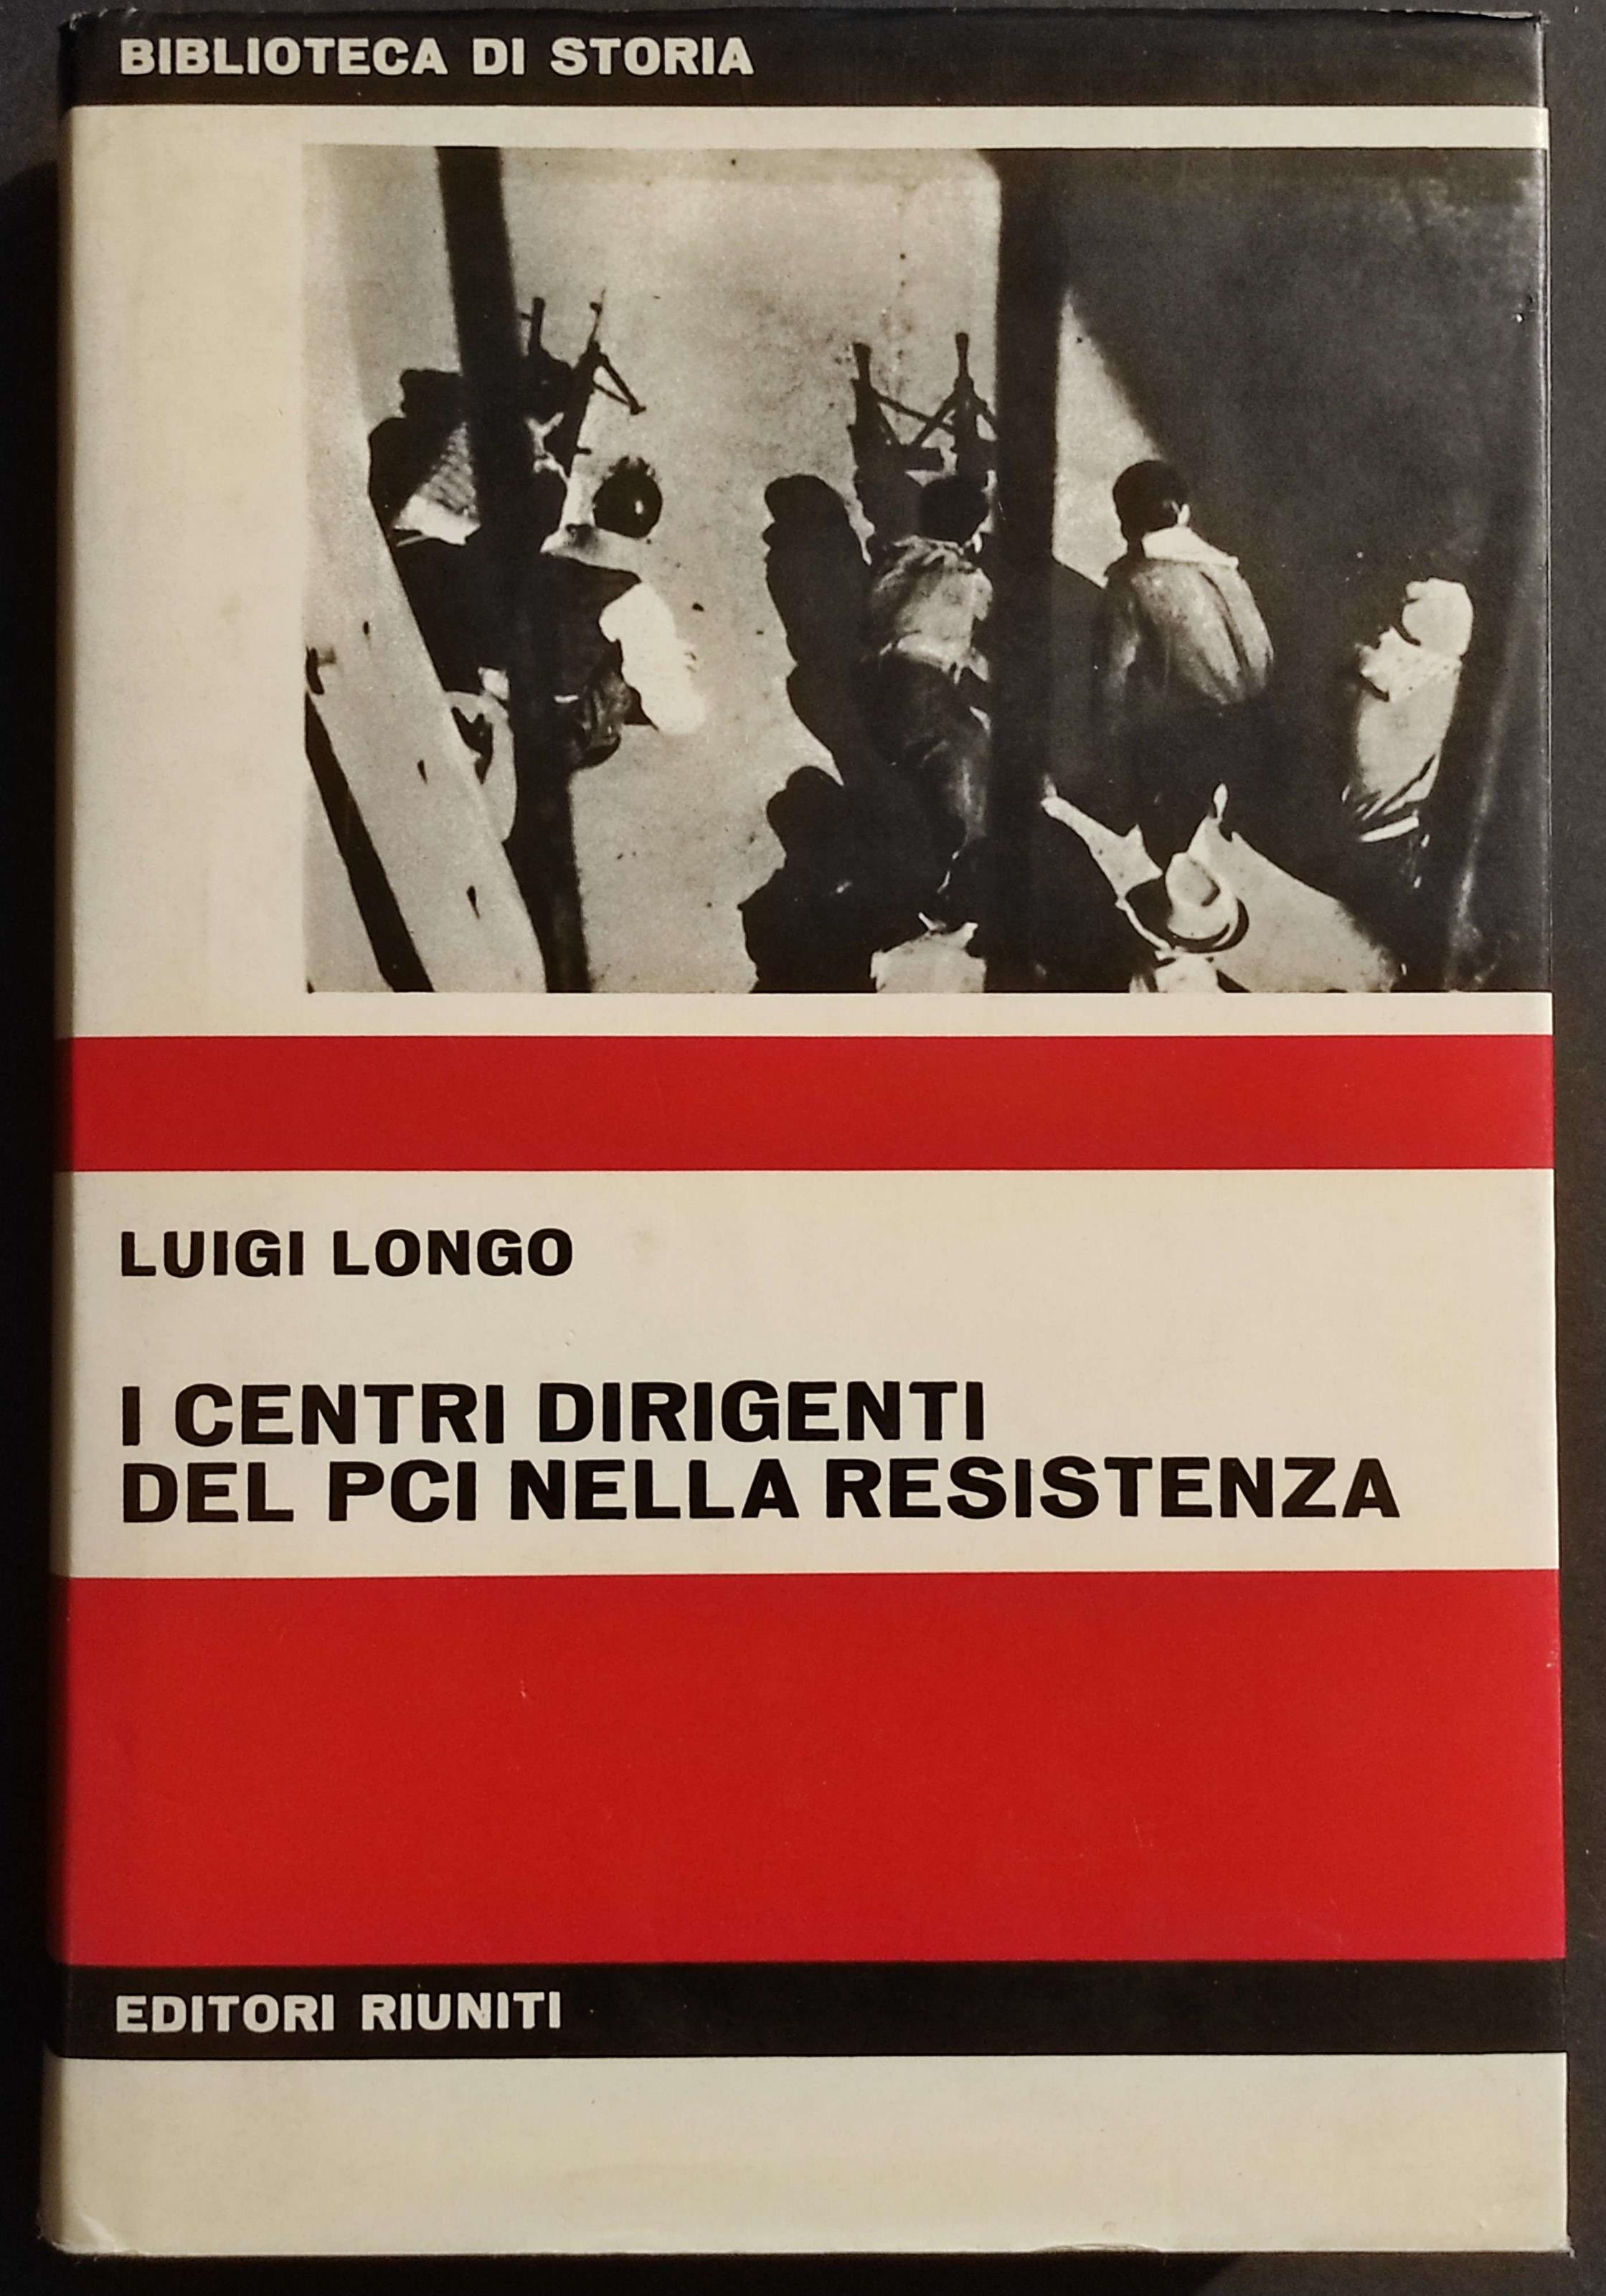 BIBLIOTECA DI STORIA
LUIGI LONGO
I CENTRI DIRIGENTI
DEL PCI NELLA RESISTENZA
EDITORI RIUNITI